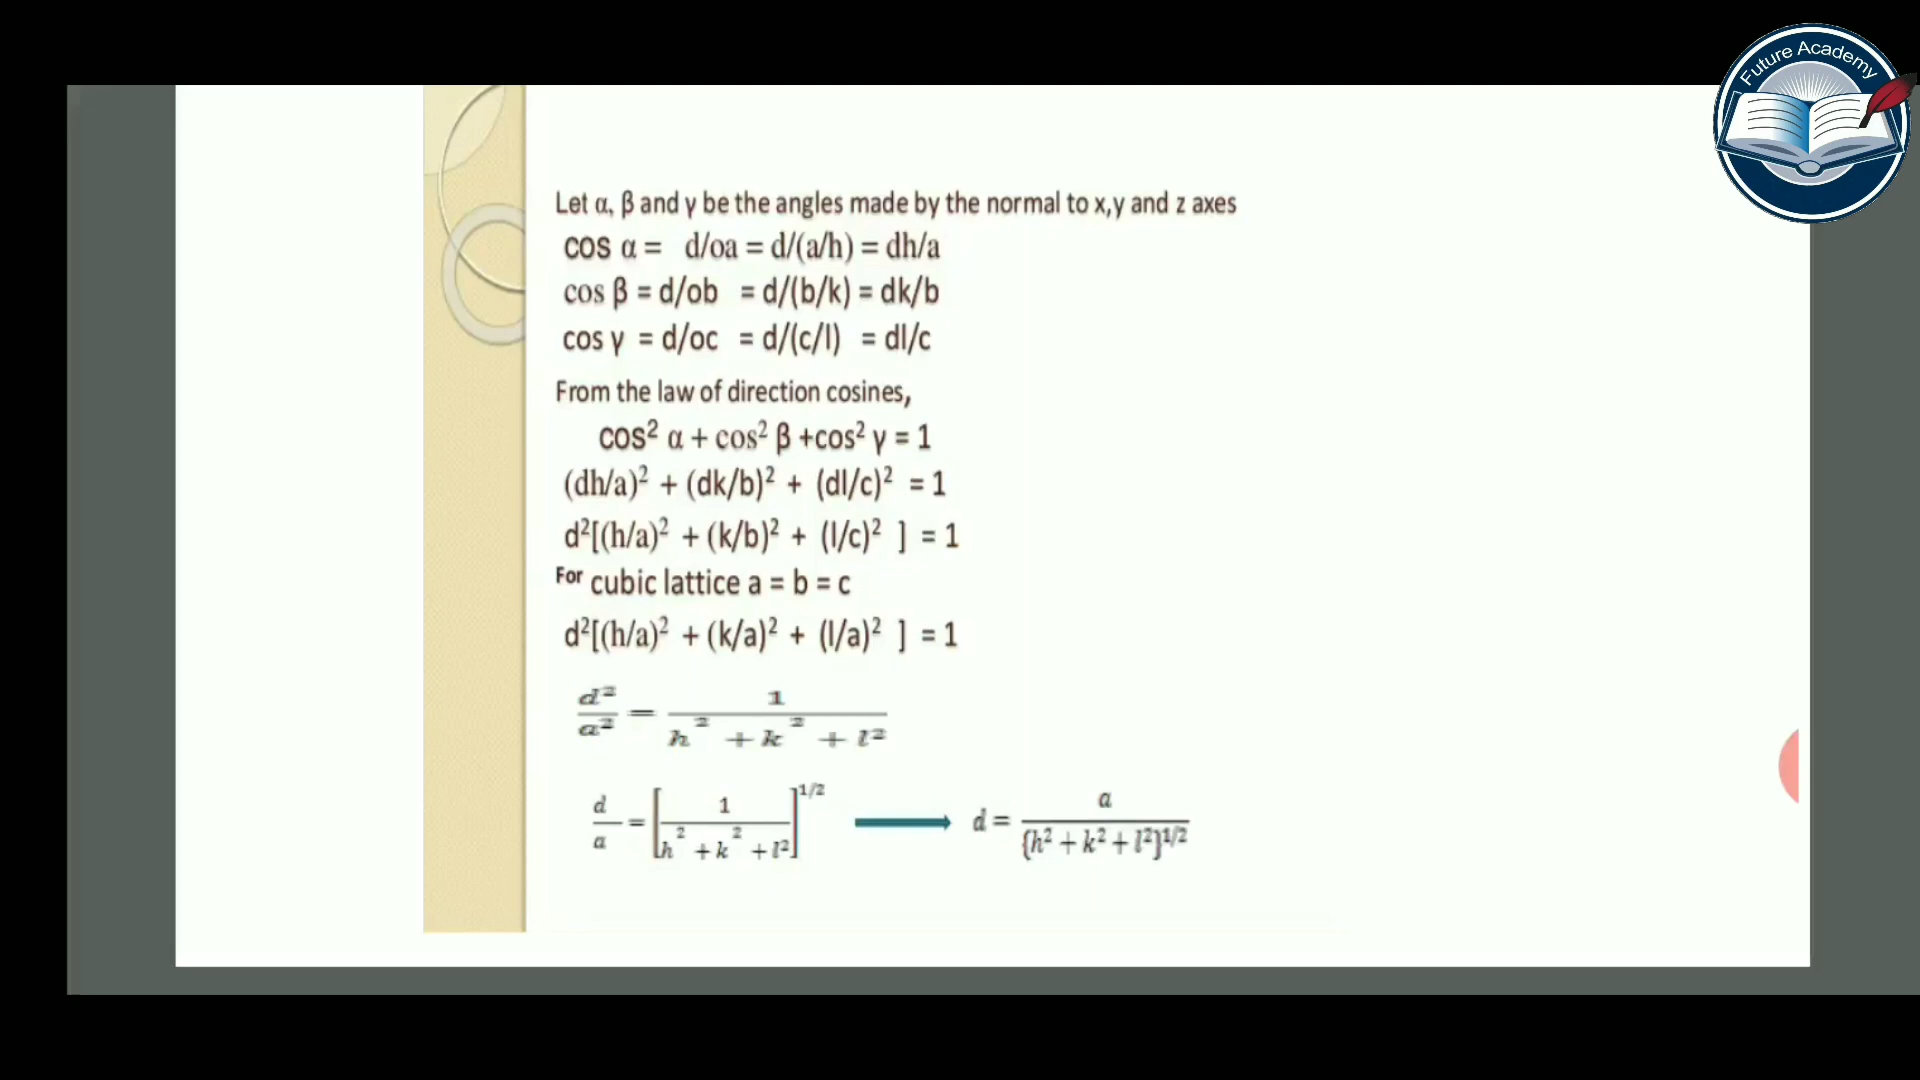 Future Academy
Let α, β and γ be the angles made by the normal to x,y and z axes
cos α = d/oa = d/(a/h) = dh/a
cos β = d/ob = d/(b/k) = dk/b
cos γ = d/oc = d/(c/l) = dl/c
From the law of direction cosines,
cos² α + cos² β +cos² γ = 1
(dh/a)² + (dk/b)² + (dl/c)² = 1
d²[(h/a)² + (k/b)² + (l/c)² ] = 1
For cubic lattice a = b = c
d²[(h/a)² + (k/a)² + (l/a)² ] = 1
d²/a² = 1/(h² + k² + l²)
d/a = [1/(h² + k² + l²)]^1/2 → d = a/{h² + k² + l²}^1/2